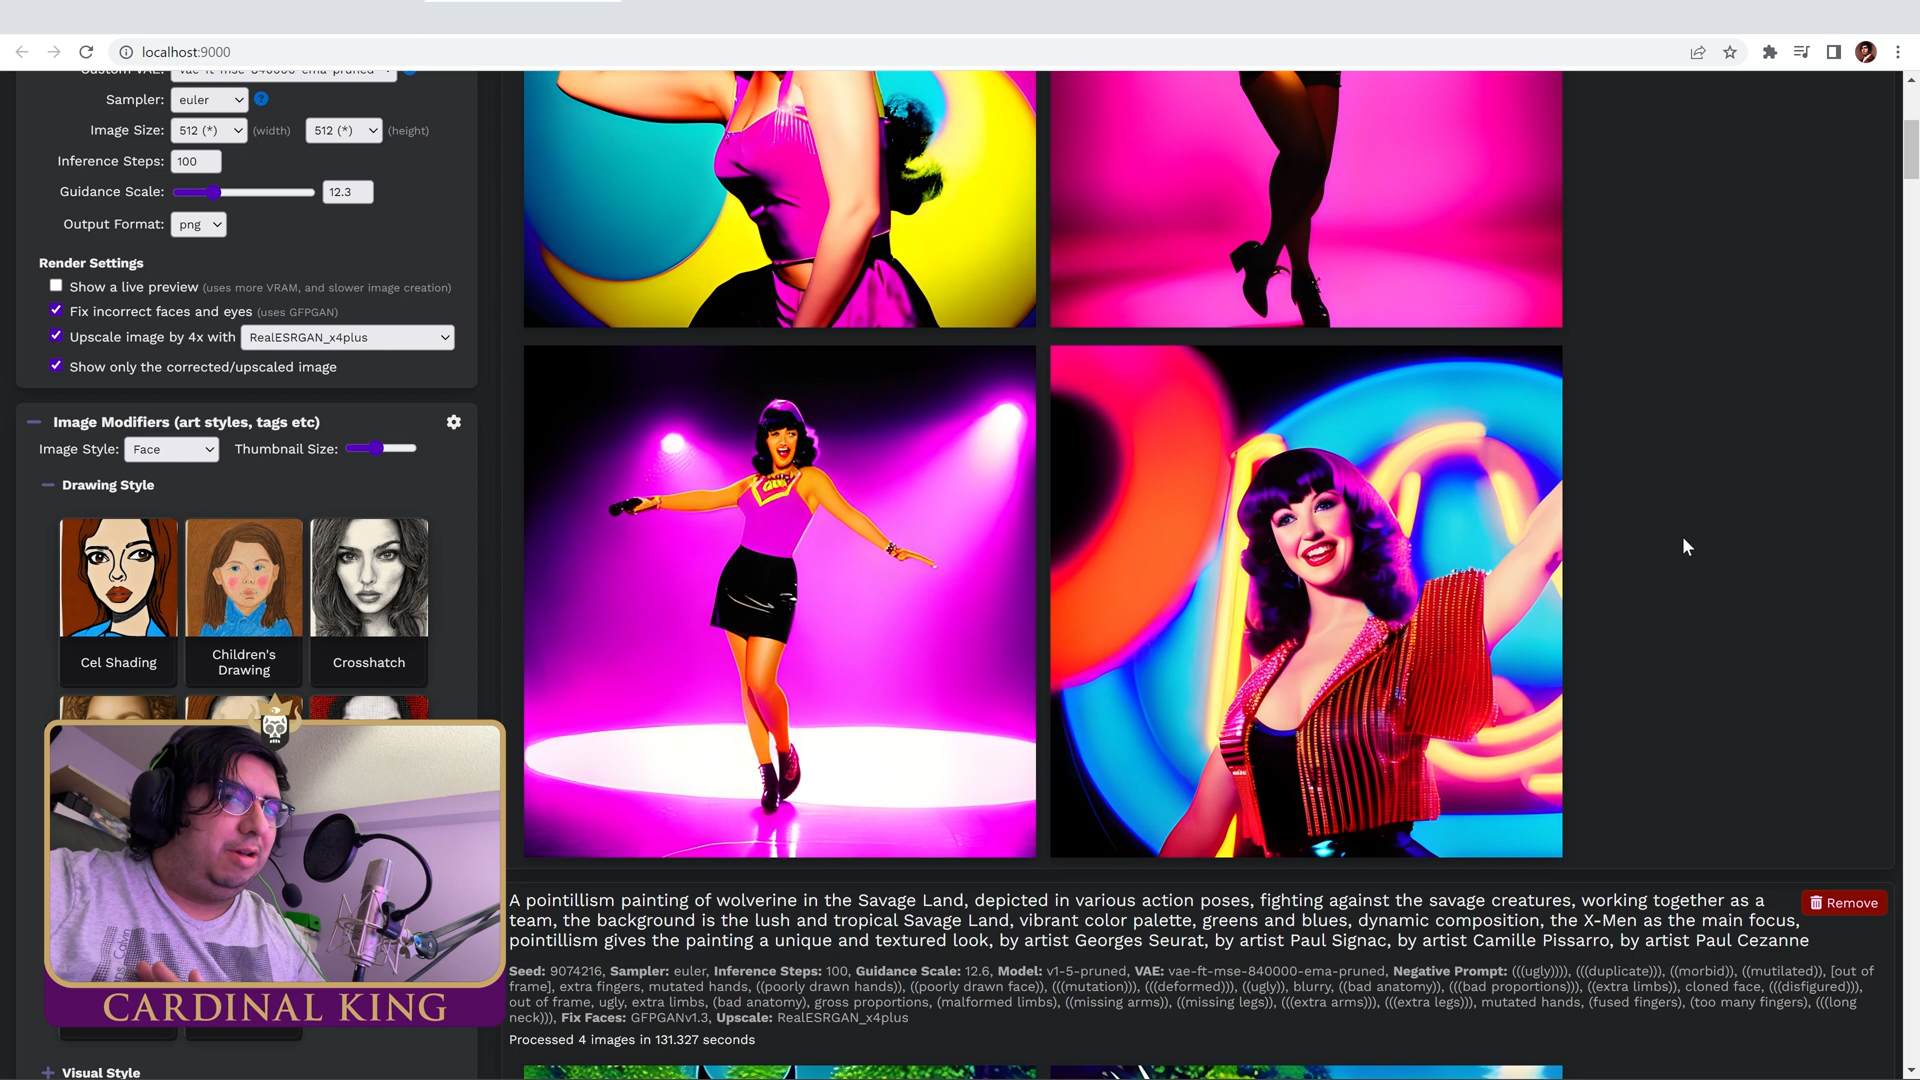 localhost:9000
Custom VAE: vae-ft-mse-840000-ema-pruned
Sampler: euler ?
Image Size: 512 (*) (width) 512 (*) (height)
Inference Steps: 100
Guidance Scale: 12.3
Output Format: png
Render Settings
Show a live preview (uses more VRAM, and slower image creation)
Fix incorrect faces and eyes (uses GFPGAN)
Upscale image by 4x with RealESRGAN_x4plus
Show only the corrected/upscaled image
Image Modifiers (art styles, tags etc)
Image Style: Face Thumbnail Size:
Drawing Style
Cel Shading
Children's
Drawing
Crosshatch
CARDINAL KING
Visual Style
A pointillism painting of wolverine in the Savage Land, depicted in various action poses, fighting against the savage creatures, working together as a
team, the background is the lush and tropical Savage Land, vibrant color palette, greens and blues, dynamic composition, the X-Men as the main focus,
pointillism gives the painting a unique and textured look, by artist Georges Seurat, by artist Paul Signac, by artist Camille Pissarro, by artist Paul Cezanne
Remove
Seed: 9074216, Sampler: euler, Inference Steps: 100, Guidance Scale: 12.6, Model: v1-5-pruned, VAE: vae-ft-mse-840000-ema-pruned, Negative Prompt: (((ugly)))), (((duplicate))), ((morbid)), ((mutilated)), [out of
frame], extra fingers, mutated hands, ((poorly drawn hands)), ((poorly drawn face)), (((mutation))), (((deformed))), ((ugly)), blurry, ((bad anatomy)), (((bad proportions))), ((extra limbs)), cloned face, (((disfigured))),
out of frame, ugly, extra limbs, (bad anatomy), gross proportions, (malformed limbs), ((missing arms)), ((missing legs)), (((extra arms))), (((extra legs))), mutated hands, (fused fingers), (too many fingers), (((long
neck))), Fix Faces: GFPGANv1.3, Upscale: RealESRGAN_x4plus
Processed 4 images in 131.327 seconds